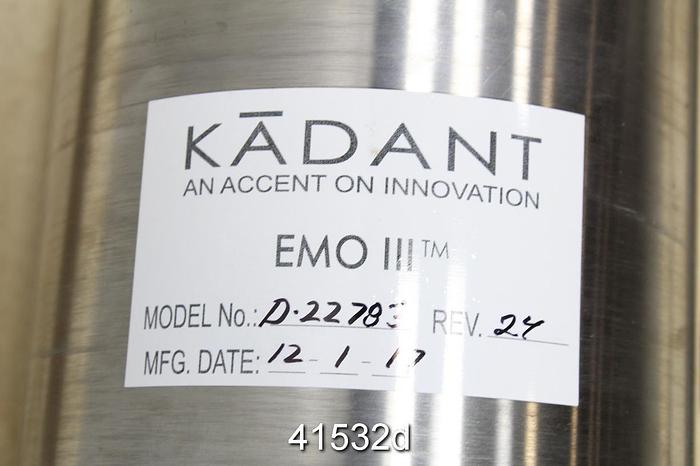 KĀDANT
AN ACCENT ON INNOVATION
EMO III™
MODEL No.: D-22783 REV. 24
MFG. DATE: 12-1-17
41532d